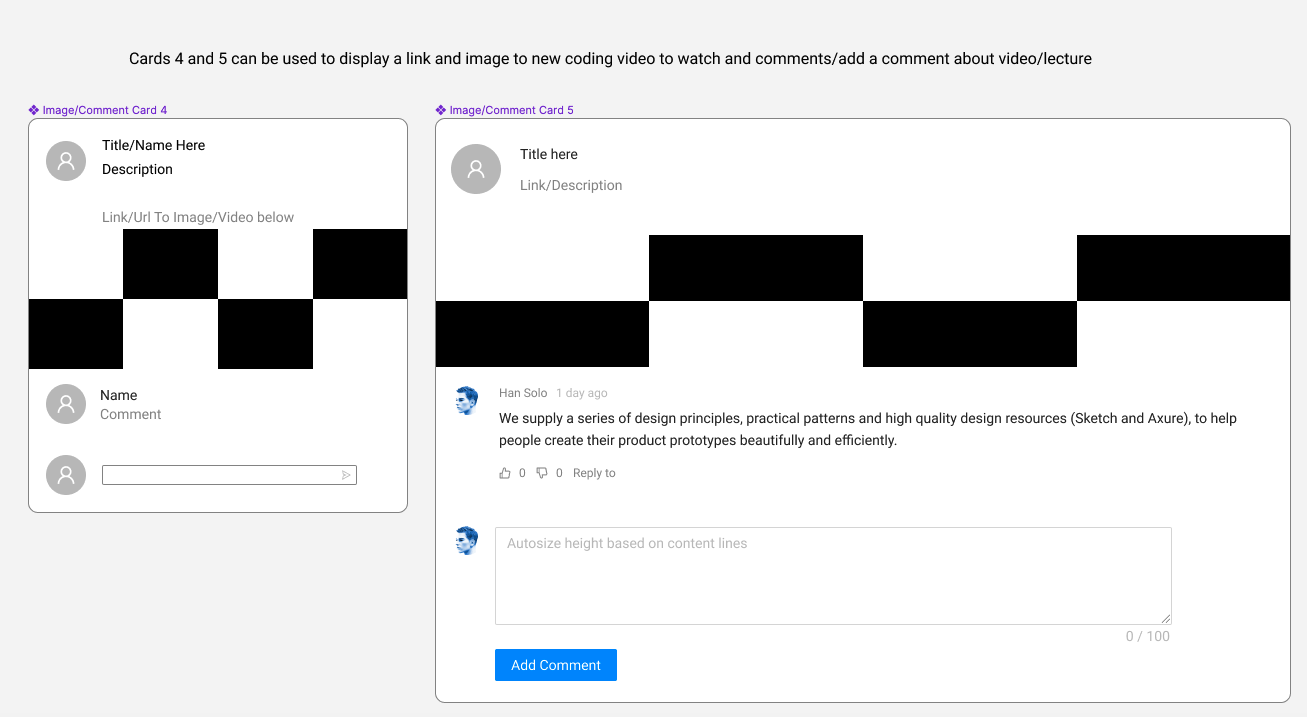 Cards 4 and 5 can be used to display a link and image to new coding video to watch and comments/add a comment about video/lecture
Image/Comment Card 4
Title/Name Here
Description
Link/Url To Image/Video below
Name
Comment
Image/Comment Card 5
Title here
Link/Description
Han Solo 1 day ago
We supply a series of design principles, practical patterns and high quality design resources (Sketch and Axure), to help
people create their product prototypes beautifully and efficiently.
0 0 Reply to
Autosize height based on content lines
0 / 100
Add Comment